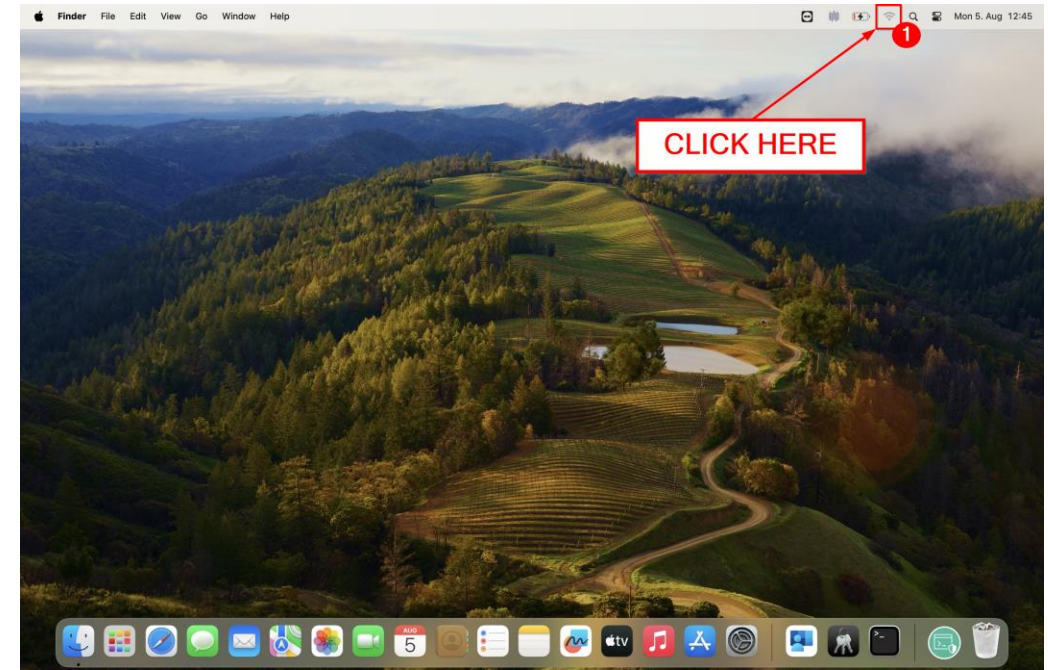 Finder File Edit View Go Window Help Mon 5. Aug 12:45
1
CLICK HERE
AUG
5
tv
>_